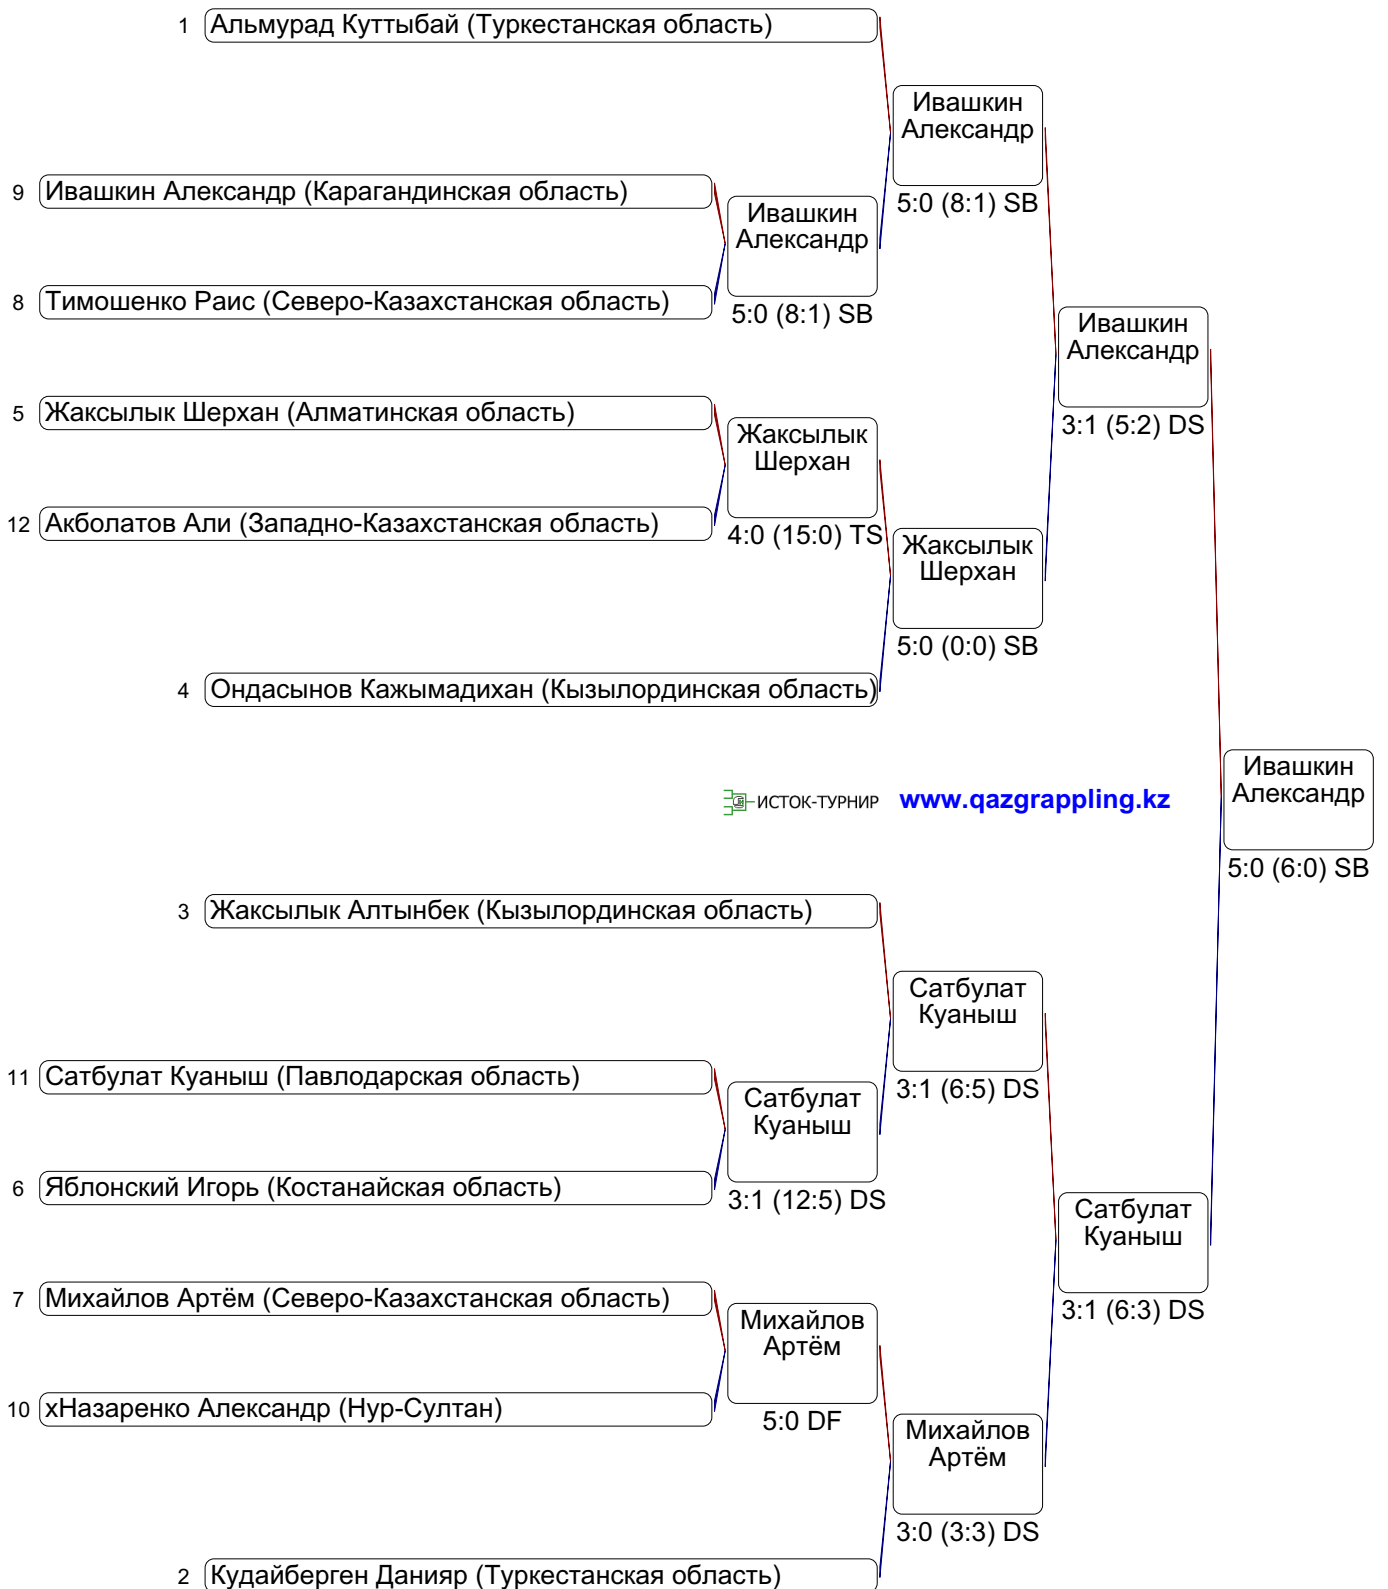 1 Альмурад Куттыбай (Туркестанская область)
Ивашкин
Александр
5:0 (8:1) SB
9 Ивашкин Александр (Карагандинская область)
Ивашкин
Александр
5:0 (8:1) SB
8 Тимошенко Раис (Северо-Казахстанская область)
Ивашкин
Александр
3:1 (5:2) DS
5 Жаксылык Шерхан (Алматинская область)
Жаксылык
Шерхан
4:0 (15:0) TS
12 Акболатов Али (Западно-Казахстанская область)
Жаксылык
Шерхан
5:0 (0:0) SB
4 Ондасынов Кажымадихан (Кызылординская область)
Ивашкин
Александр
5:0 (6:0) SB
ИСТОК-ТУРНИР www.qazgrappling.kz
3 Жаксылык Алтынбек (Кызылординская область)
Сатбулат
Куаныш
3:1 (6:5) DS
11 Сатбулат Куаныш (Павлодарская область)
Сатбулат
Куаныш
3:1 (12:5) DS
6 Яблонский Игорь (Костанайская область)
Сатбулат
Куаныш
3:1 (6:3) DS
7 Михайлов Артём (Северо-Казахстанская область)
Михайлов
Артём
5:0 DF
10 хНазаренко Александр (Нур-Султан)
Михайлов
Артём
3:0 (3:3) DS
2 Кудайберген Данияр (Туркестанская область)